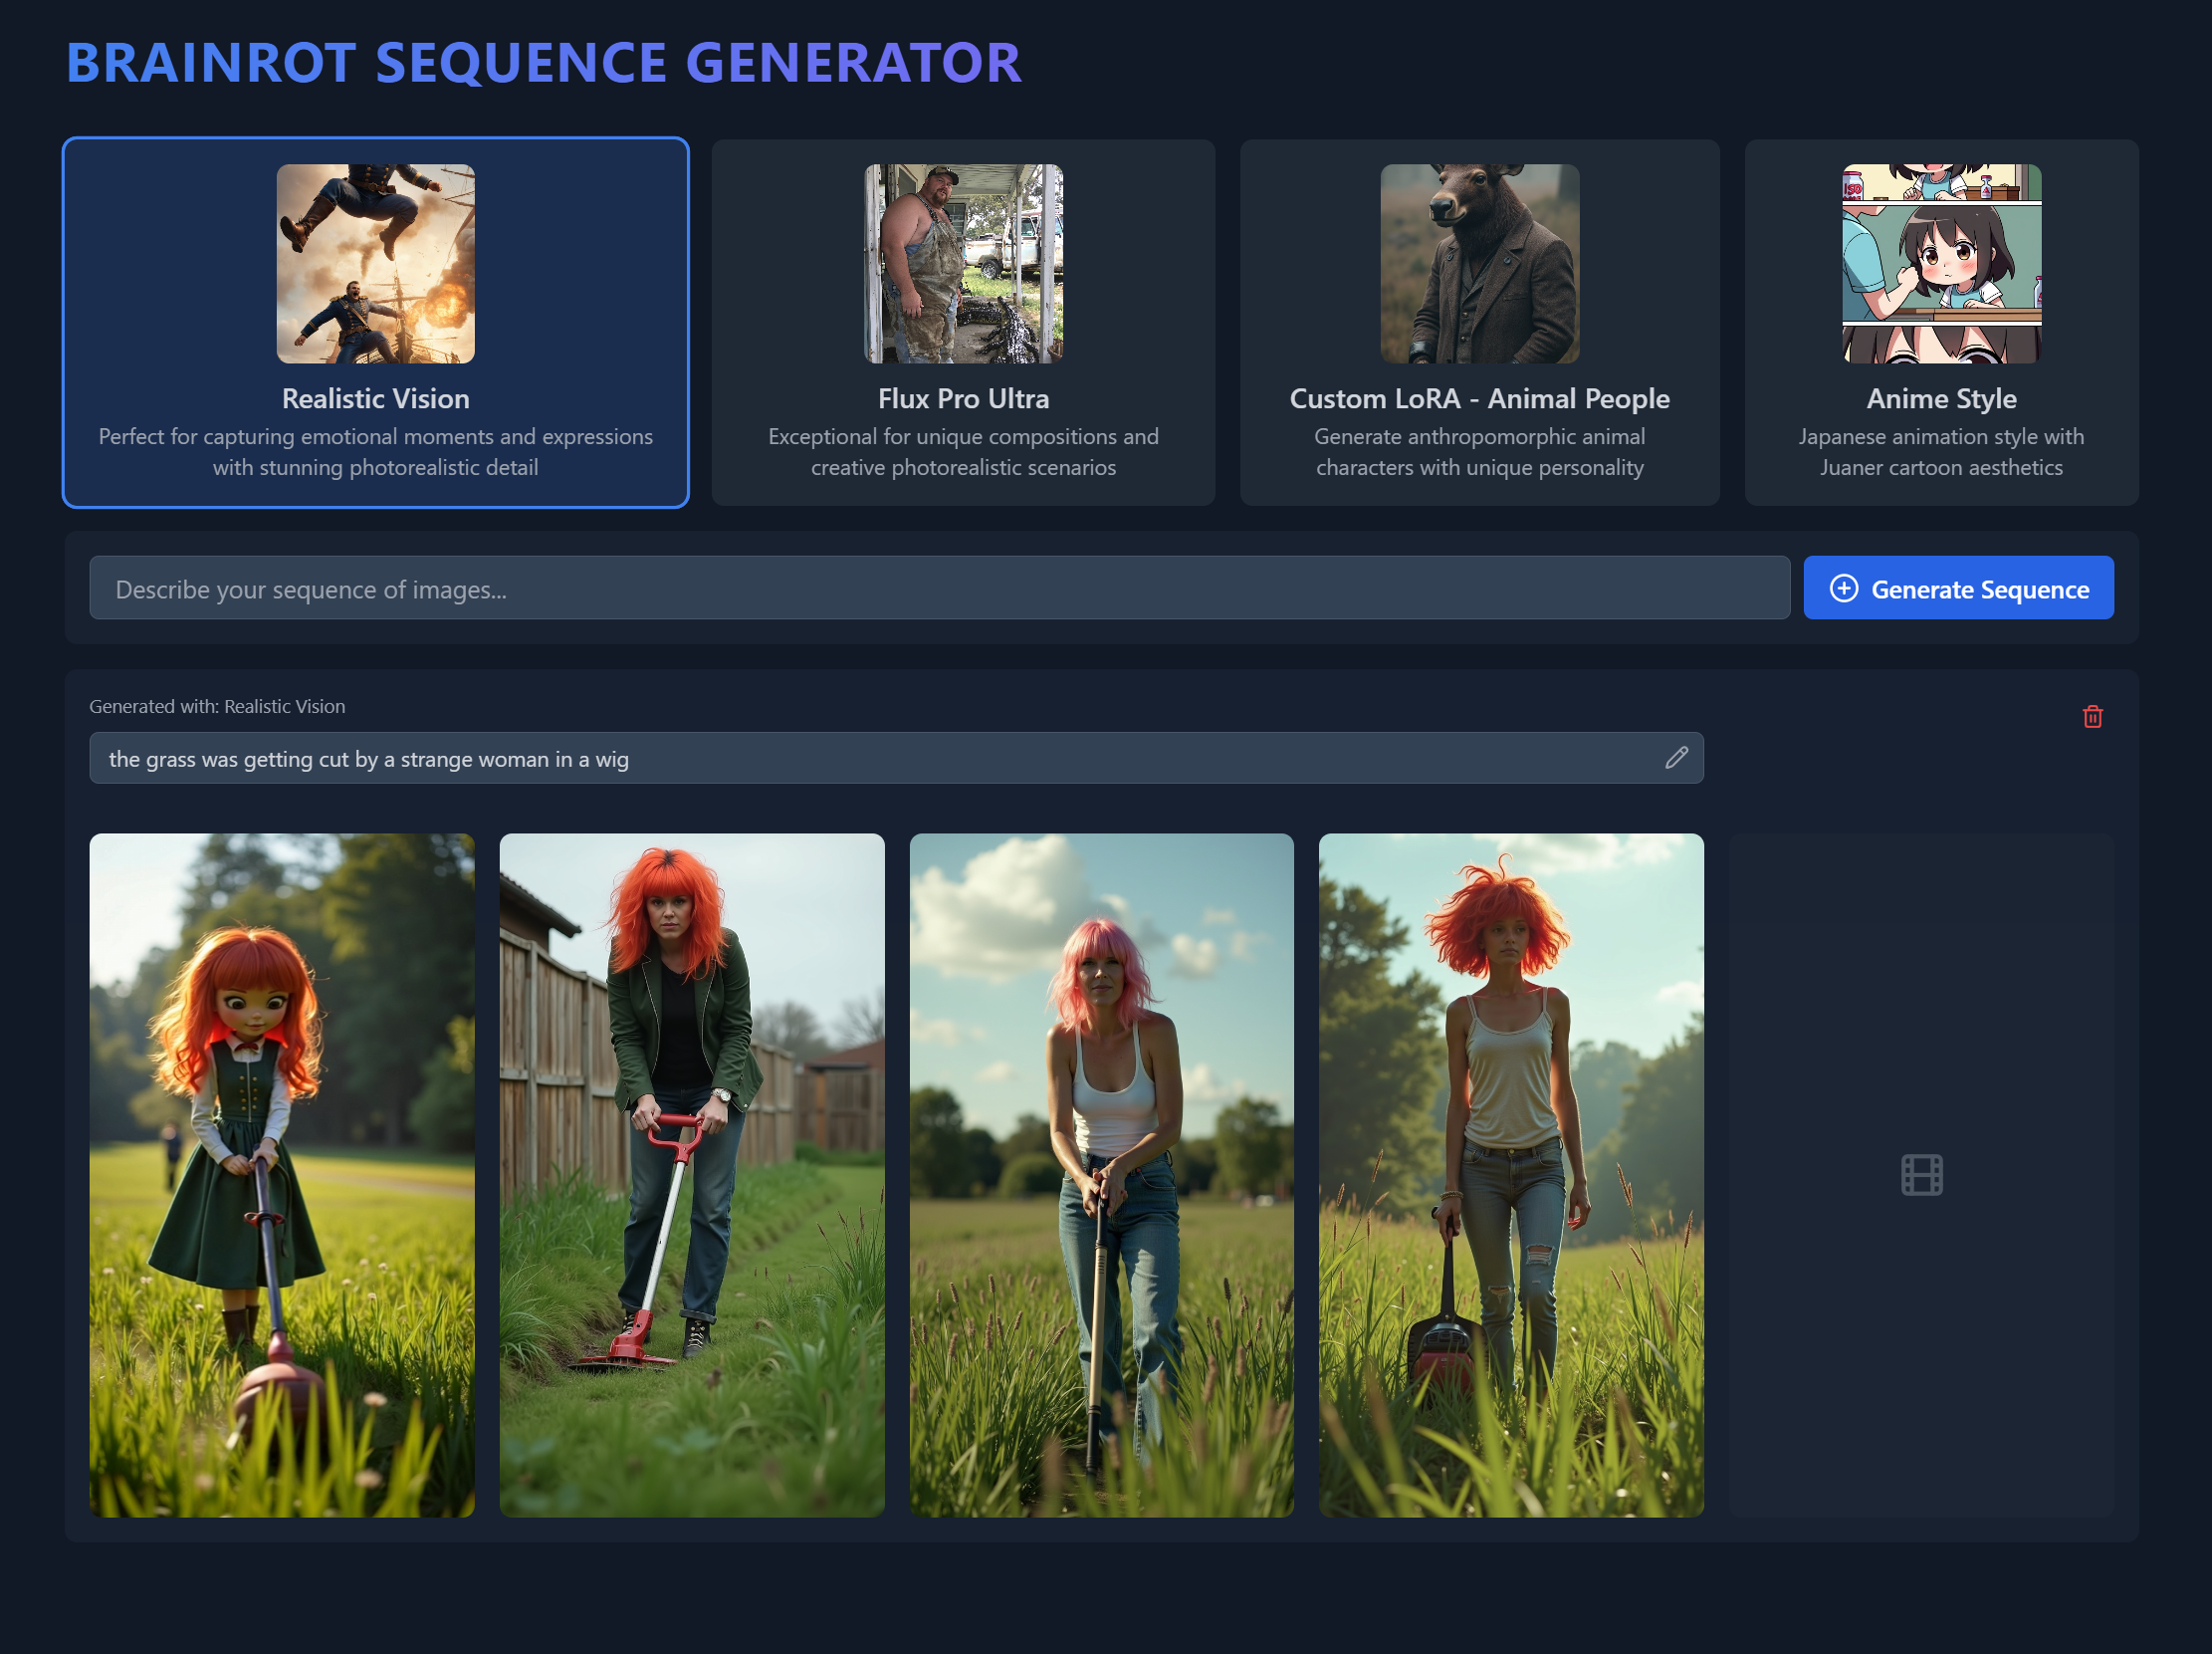 BRAINROT SEQUENCE GENERATOR
Realistic Vision
Perfect for capturing emotional moments and expressions
with stunning photorealistic detail
Flux Pro Ultra
Exceptional for unique compositions and
creative photorealistic scenarios
Custom LoRA - Animal People
Generate anthropomorphic animal
characters with unique personality
Anime Style
Japanese animation style with
Juaner cartoon aesthetics
Describe your sequence of images...
Generate Sequence
Generated with: Realistic Vision
the grass was getting cut by a strange woman in a wig